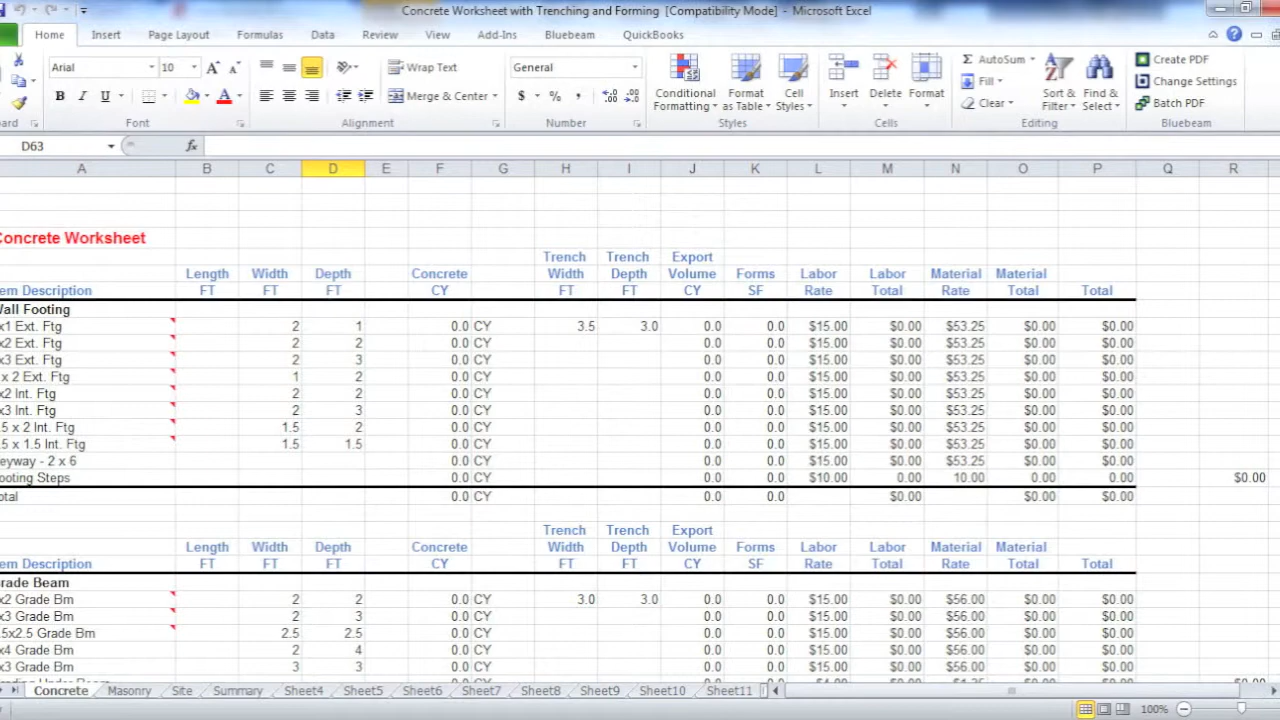 Concrete Worksheet with Trenching and Forming [Compatibility Mode] - Microsoft Excel
Home Insert Page Layout Formulas Data Review View Add-Ins Bluebeam QuickBooks
Arial 10 Wrap Text General AutoSum Create PDF
Fill Change Settings
B I U Merge & Center $ % , Conditional Formatting Format as Table Cell Styles Insert Delete Format Clear Sort & Filter Find & Select Batch PDF
ard Font Alignment Number Styles Cells Editing Bluebeam
D63 fx
A B C D E F G H I J K L M N O P Q R
Concrete Worksheet
Trench Trench Export
Length Width Depth Concrete Width Depth Volume Forms Labor Labor Material Material
em Description FT FT FT CY FT FT CY SF Rate Total Rate Total Total
Wall Footing
x1 Ext. Ftg 2 1 0.0 CY 3.5 3.0 0.0 0.0 $15.00 $0.00 $53.25 $0.00 $0.00
x2 Ext. Ftg 2 2 0.0 CY 0.0 0.0 $15.00 $0.00 $53.25 $0.00 $0.00
x3 Ext. Ftg 2 3 0.0 CY 0.0 0.0 $15.00 $0.00 $53.25 $0.00 $0.00
x 2 Ext. Ftg 1 2 0.0 CY 0.0 0.0 $15.00 $0.00 $53.25 $0.00 $0.00
x2 Int. Ftg 2 2 0.0 CY 0.0 0.0 $15.00 $0.00 $53.25 $0.00 $0.00
x3 Int. Ftg 2 3 0.0 CY 0.0 0.0 $15.00 $0.00 $53.25 $0.00 $0.00
.5 x 2 Int. Ftg 1.5 2 0.0 CY 0.0 0.0 $15.00 $0.00 $53.25 $0.00 $0.00
.5 x 1.5 Int. Ftg 1.5 1.5 0.0 CY 0.0 0.0 $15.00 $0.00 $53.25 $0.00 $0.00
eyway - 2 x 6 0.0 CY 0.0 0.0 $15.00 $0.00 $53.25 $0.00 $0.00
ooting Steps 0.0 CY 0.0 0.0 $10.00 0.00 10.00 0.00 0.00 $0.00
otal 0.0 CY 0.0 0.0 $0.00 $0.00 $0.00
Trench Trench Export
Length Width Depth Concrete Width Depth Volume Forms Labor Labor Material Material
em Description FT FT FT CY FT FT CY SF Rate Total Rate Total Total
rade Beam
x2 Grade Bm 2 2 0.0 CY 3.0 3.0 0.0 0.0 $15.00 $0.00 $56.00 $0.00 $0.00
x3 Grade Bm 2 3 0.0 CY 0.0 0.0 $15.00 $0.00 $56.00 $0.00 $0.00
.5x2.5 Grade Bm 2.5 2.5 0.0 CY 0.0 0.0 $15.00 $0.00 $56.00 $0.00 $0.00
x4 Grade Bm 2 4 0.0 CY 0.0 0.0 $15.00 $0.00 $56.00 $0.00 $0.00
x3 Grade Bm 3 3 0.0 CY 0.0 0.0 $15.00 $0.00 $56.00 $0.00 $0.00
Concrete Masonry Site Summary Sheet4 Sheet5 Sheet6 Sheet7 Sheet8 Sheet9 Sheet10 Sheet11
100%